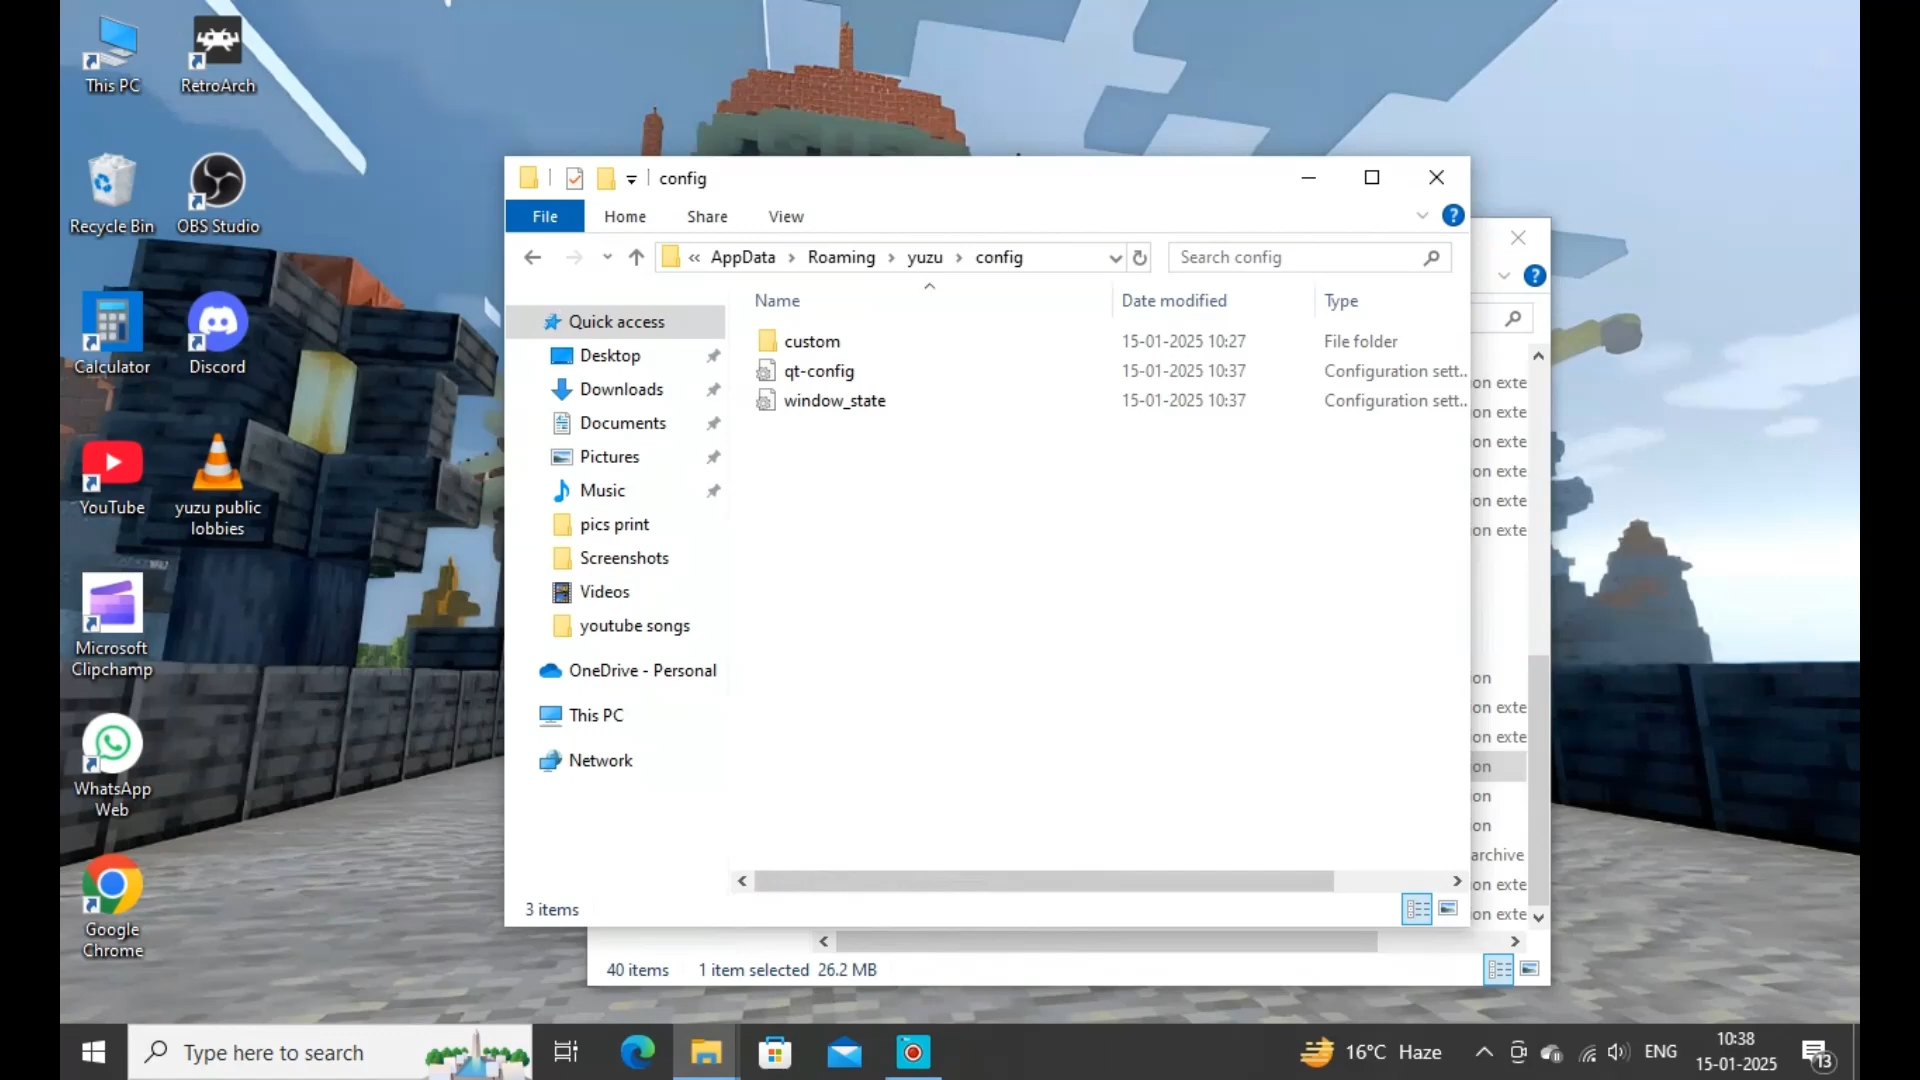 This PC
RetroArch
Recycle Bin
OBS Studio
Calculator
Discord
YouTube
yuzu public
lobbies
Microsoft
Clipchamp
WhatsApp
Web
Google
Chrome
config
File
Home
Share
View
?
« AppData > Roaming > yuzu > config
Search config
Name
Date modified
Type
custom
15-01-2025 10:27
File folder
qt-config
15-01-2025 10:37
Configuration sett..
window_state
15-01-2025 10:37
Configuration sett..
Quick access
Desktop
Downloads
Documents
Pictures
Music
pics print
Screenshots
Videos
youtube songs
OneDrive - Personal
This PC
Network
3 items
?
on exte
on exte
on exte
on exte
on exte
on exte
on
on exte
on exte
on
on
on
archive
on exte
on exte
40 items
1 item selected 26.2 MB
Type here to search
16°C Haze
ENG
10:38
15-01-2025
13